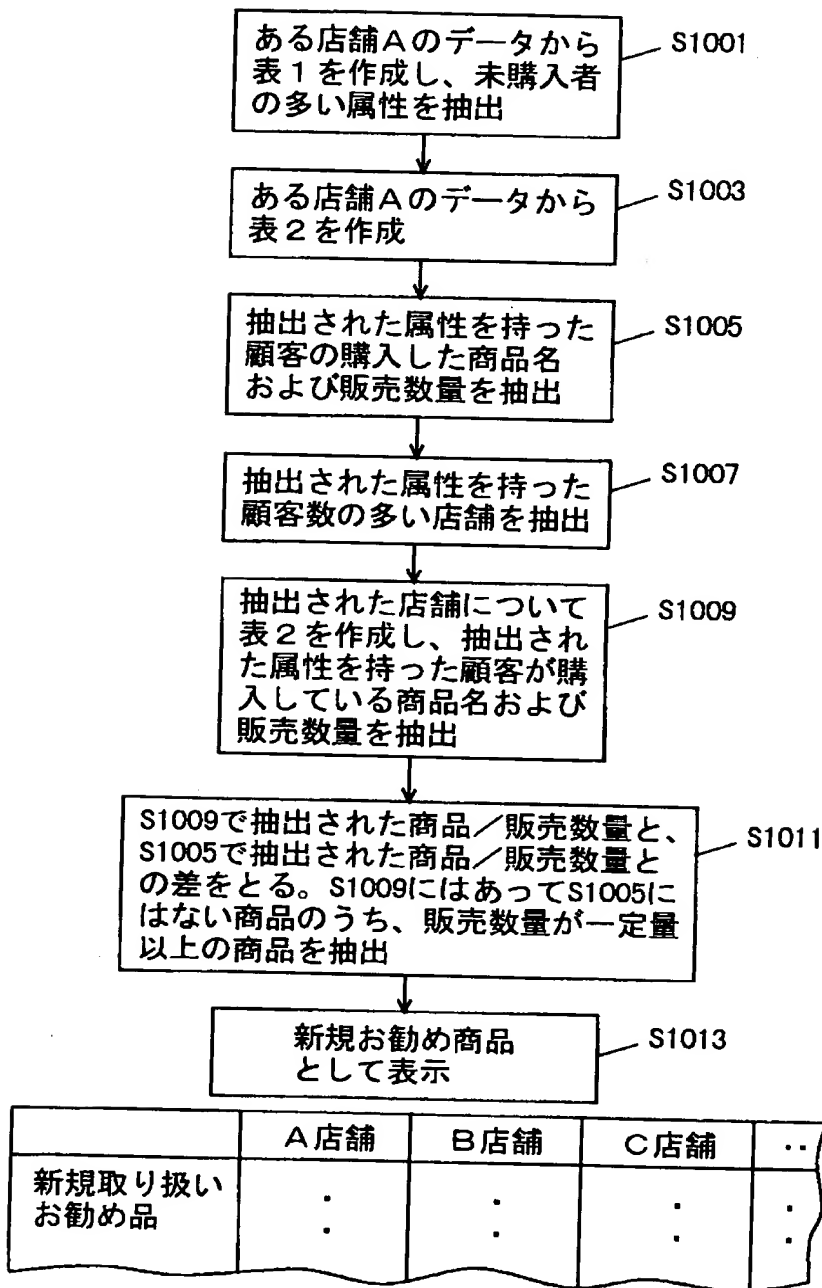 ある店舗Aのデータから
表1を作成し、未購入者
の多い属性を抽出
S1001
ある店舗Aのデータから
表2を作成
S1003
抽出された属性を持った
顧客の購入した商品名
および販売数量を抽出
S1005
抽出された属性を持った
顧客数の多い店舗を抽出
S1007
抽出された店舗について
表2を作成し、抽出され
た属性を持った顧客が購
入している商品名および
販売数量を抽出
S1009
S1009で抽出された商品／販売数量と、
S1005で抽出された商品／販売数量と
の差をとる。S1009にはあってS1005に
はない商品のうち、販売数量が一定量
以上の商品を抽出
S1011
新規お勧め商品
として表示
S1013
A店舗 B店舗 C店舗 ‥
新規取り扱い
お勧め品